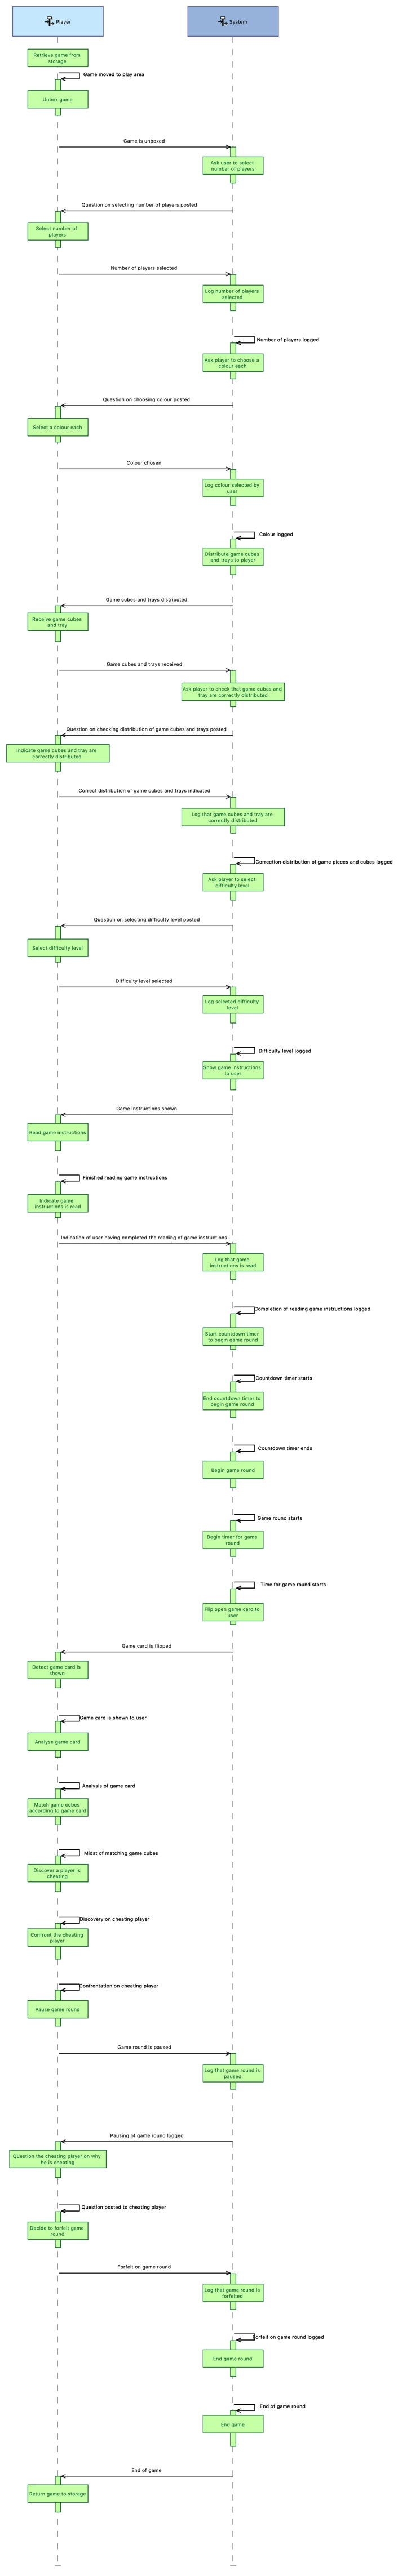 Player
System
Retrieve game from
storage
Game moved to play area
Unbox game
Game is unboxed
Ask user to select
number of players
Question on selecting number of players posted
Select number of
players
Number of players selected
Log number of players
selected
Number of players logged
Ask player to choose a
colour each
Question on choosing colour posted
Select a colour each
Colour chosen
Log colour selected by
user
Colour logged
Distribute game cubes
and trays to player
Game cubes and trays distributed
Receive game cubes
and tray
Game cubes and trays received
Ask player to check that game cubes and
tray are correctly distributed
Question on checking distribution of game cubes and trays posted
Indicate game cubes and tray are
correctly distributed
Correct distribution of game cubes and trays indicated
Log that game cubes and tray are
correctly distributed
Correction distribution of game pieces and cubes logged
Ask player to select
difficulty level
Question on selecting difficulty level posted
Select difficulty level
Difficulty level selected
Log selected difficulty
level
Difficulty level logged
Show game instructions
to user
Game instructions shown
Read game instructions
Finished reading game instructions
Indicate game
instructions is read
Indication of user having completed the reading of game instructions
Log that game
instructions is read
Completion of reading game instructions logged
Start countdown timer
to begin game round
Countdown timer starts
End countdown timer to
begin game round
Countdown timer ends
Begin game round
Game round starts
Begin timer for game
round
Time for game round starts
Flip open game card to
user
Game card is flipped
Detect game card is
shown
Game card is shown to user
Analyse game card
Analysis of game card
Match game cubes
according to game card
Midst of matching game cubes
Discover a player is
cheating
Discovery on cheating player
Confront the cheating
player
Confrontation on cheating player
Pause game round
Game round is paused
Log that game round is
paused
Pausing of game round logged
Question the cheating player on why
he is cheating
Question posted to cheating player
Decide to forfeit game
round
Forfeit on game round
Log that game round is
forfeited
Forfeit on game round logged
End game round
End of game round
End game
End of game
Return game to storage